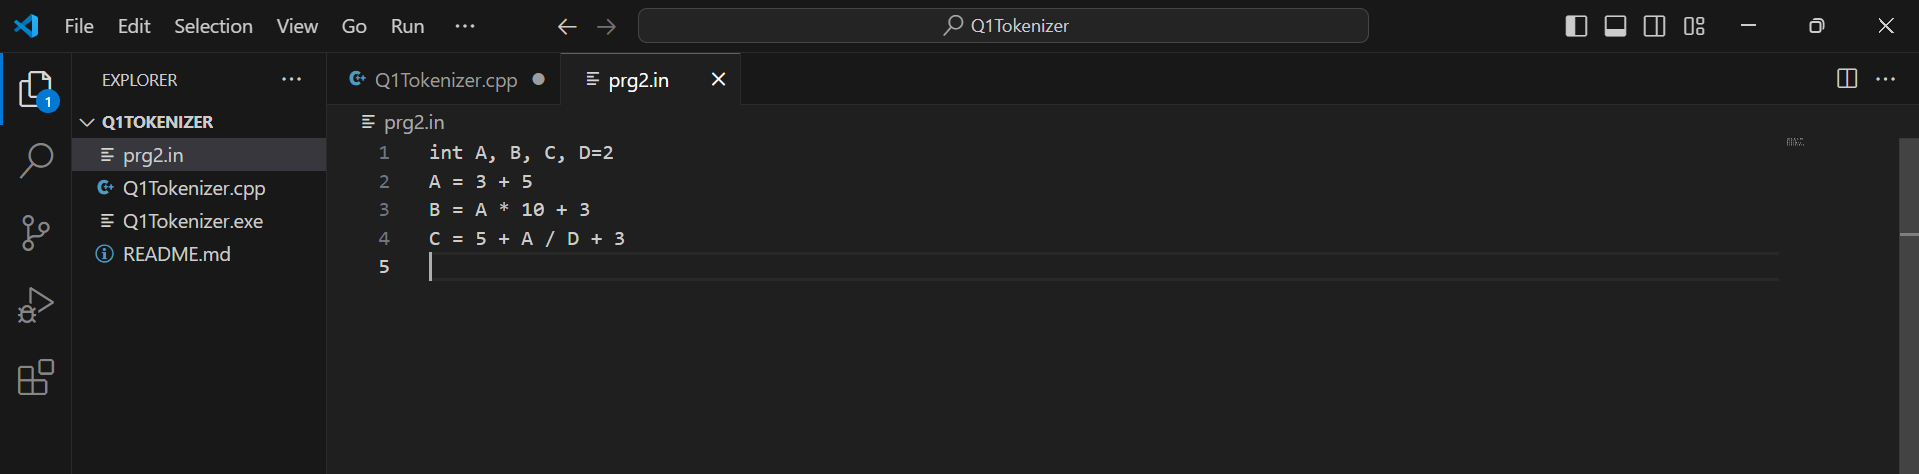 File Edit Selection View Go Run ···
Q1Tokenizer
EXPLORER ···
1
Q1TOKENIZER
prg2.in
Q1Tokenizer.cpp
Q1Tokenizer.exe
README.md
Q1Tokenizer.cpp prg2.in
prg2.in
1 int A, B, C, D=2
2 A = 3 + 5
3 B = A * 10 + 3
4 C = 5 + A / D + 3
5